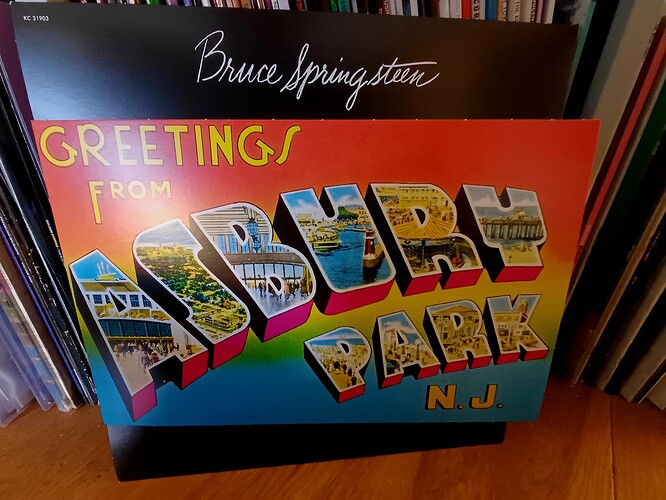 KC 31903
Bruce Springsteen
GREETINGS
FROM
ASBURY
PARK
N.J.